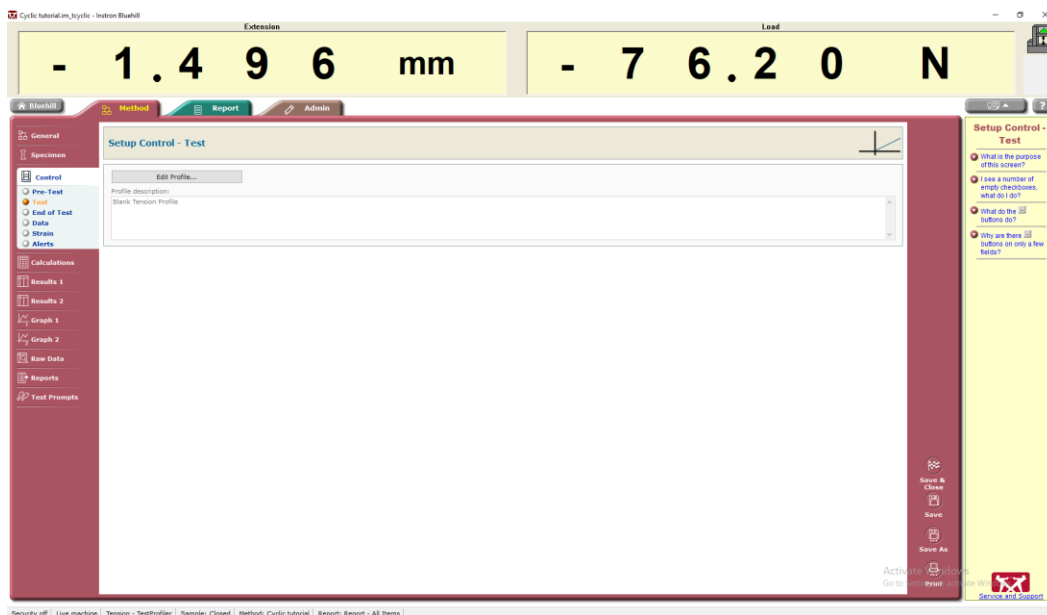 Cyclic tutorial.im_tcyclic - Instron Bluehill
Extension
Load
- 1.496 mm
- 76.20 N
Bluehill
Method
Report
Admin
?
General
Specimen
Control
Pre-Test
Test
End of Test
Data
Strain
Alerts
Calculations
Results 1
Results 2
Graph 1
Graph 2
Raw Data
Reports
Test Prompts
Setup Control - Test
Edit Profile...
Profile description:
Blank Tension Profile
Save &
Close
Save
Save As
Print
Setup Control -
Test
What is the purpose
of this screen?
I see a number of
empty checkboxes,
what do I do?
What do the
buttons do?
Why are there
buttons on only a few
fields?
Activate Windows
Service and Support
Security off
Live machine
Tension - TestProfiler
Sample: Closed
Method: Cyclic tutorial
Report: Report - All Items